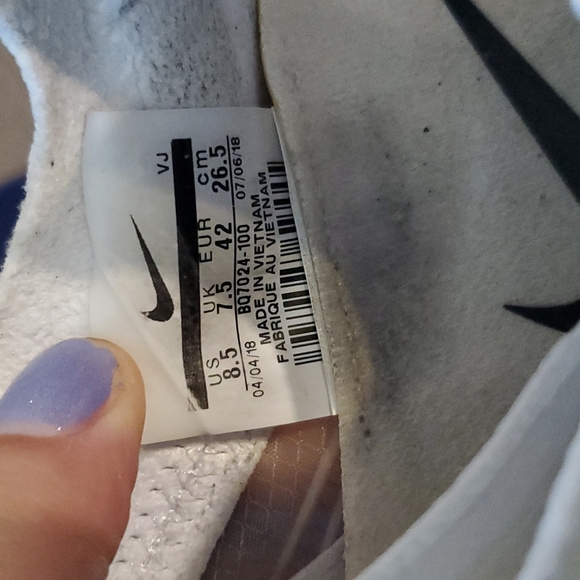 VJ
US UK EUR cm
8.5 7.5 42 26.5
04/04/18 BQ7024-100 07/06/18
MADE IN VIETNAM
FABRIQUE AU VIETNAM